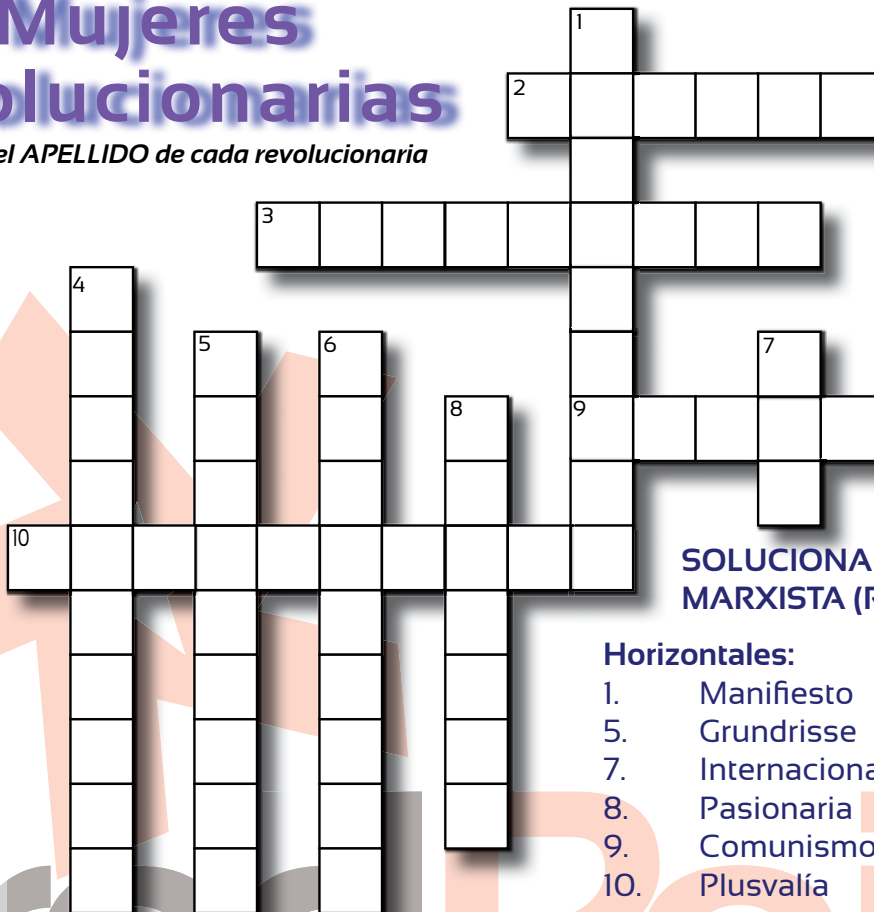 Mujeres
olucionarias
el APELLIDO de cada revolucionaria
1
2
3
4
5
6
7
8
9
10
SOLUCIONA
MARXISTA (
Horizontales:
1. Manifiesto
5. Grundrisse
7. Internaciona
8. Pasionaria
9. Comunismo
10. Plusvalía